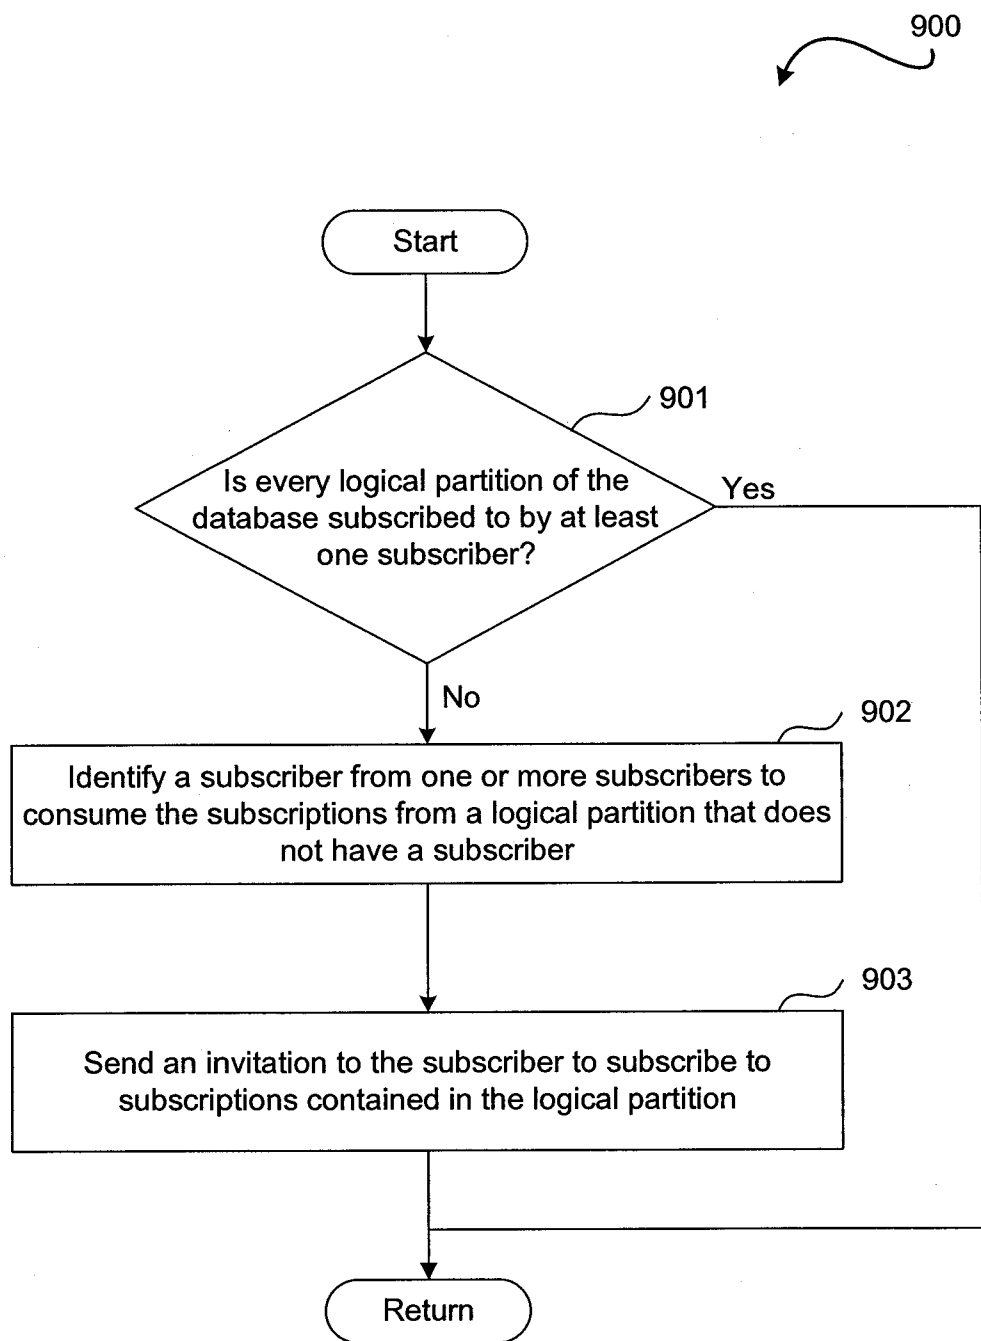 900
Start
901
Is every logical partition of the
database subscribed to by at least
one subscriber?
Yes
No
902
Identify a subscriber from one or more subscribers to
consume the subscriptions from a logical partition that does
not have a subscriber
903
Send an invitation to the subscriber to subscribe to
subscriptions contained in the logical partition
Return